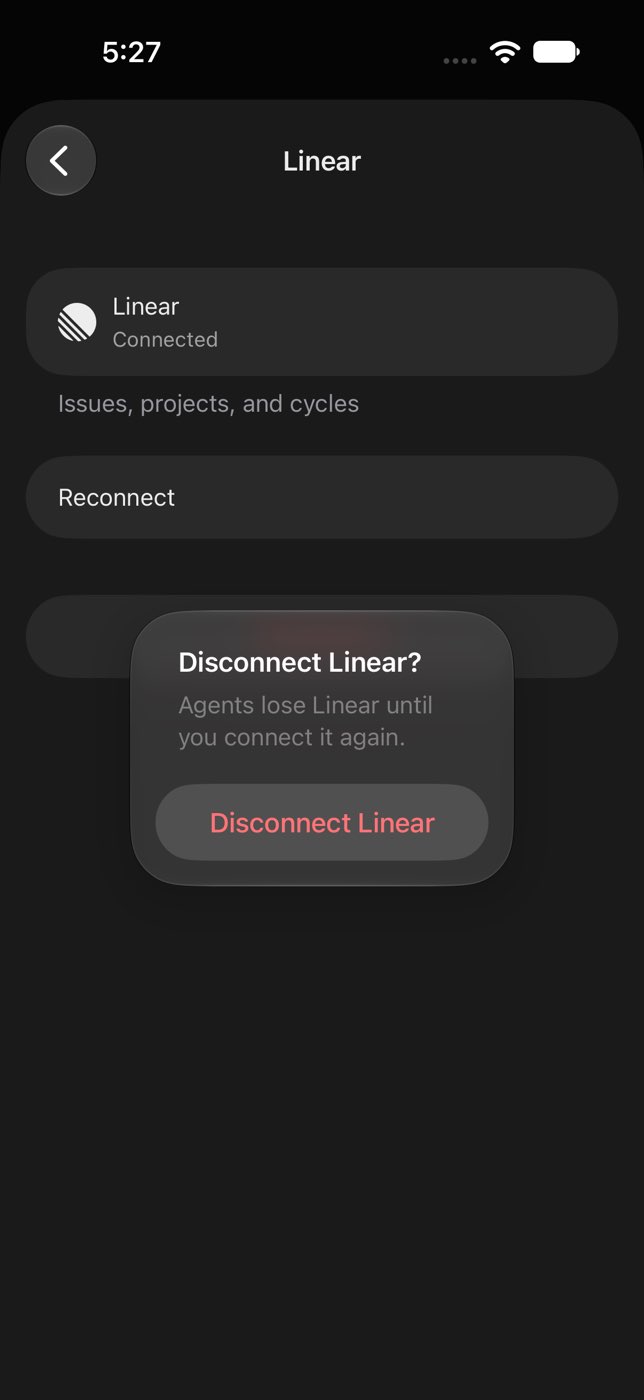 5:27
Linear
Linear
Connected
Issues, projects, and cycles
Reconnect
Disconnect Linear?
Agents lose Linear until
you connect it again.
Disconnect Linear